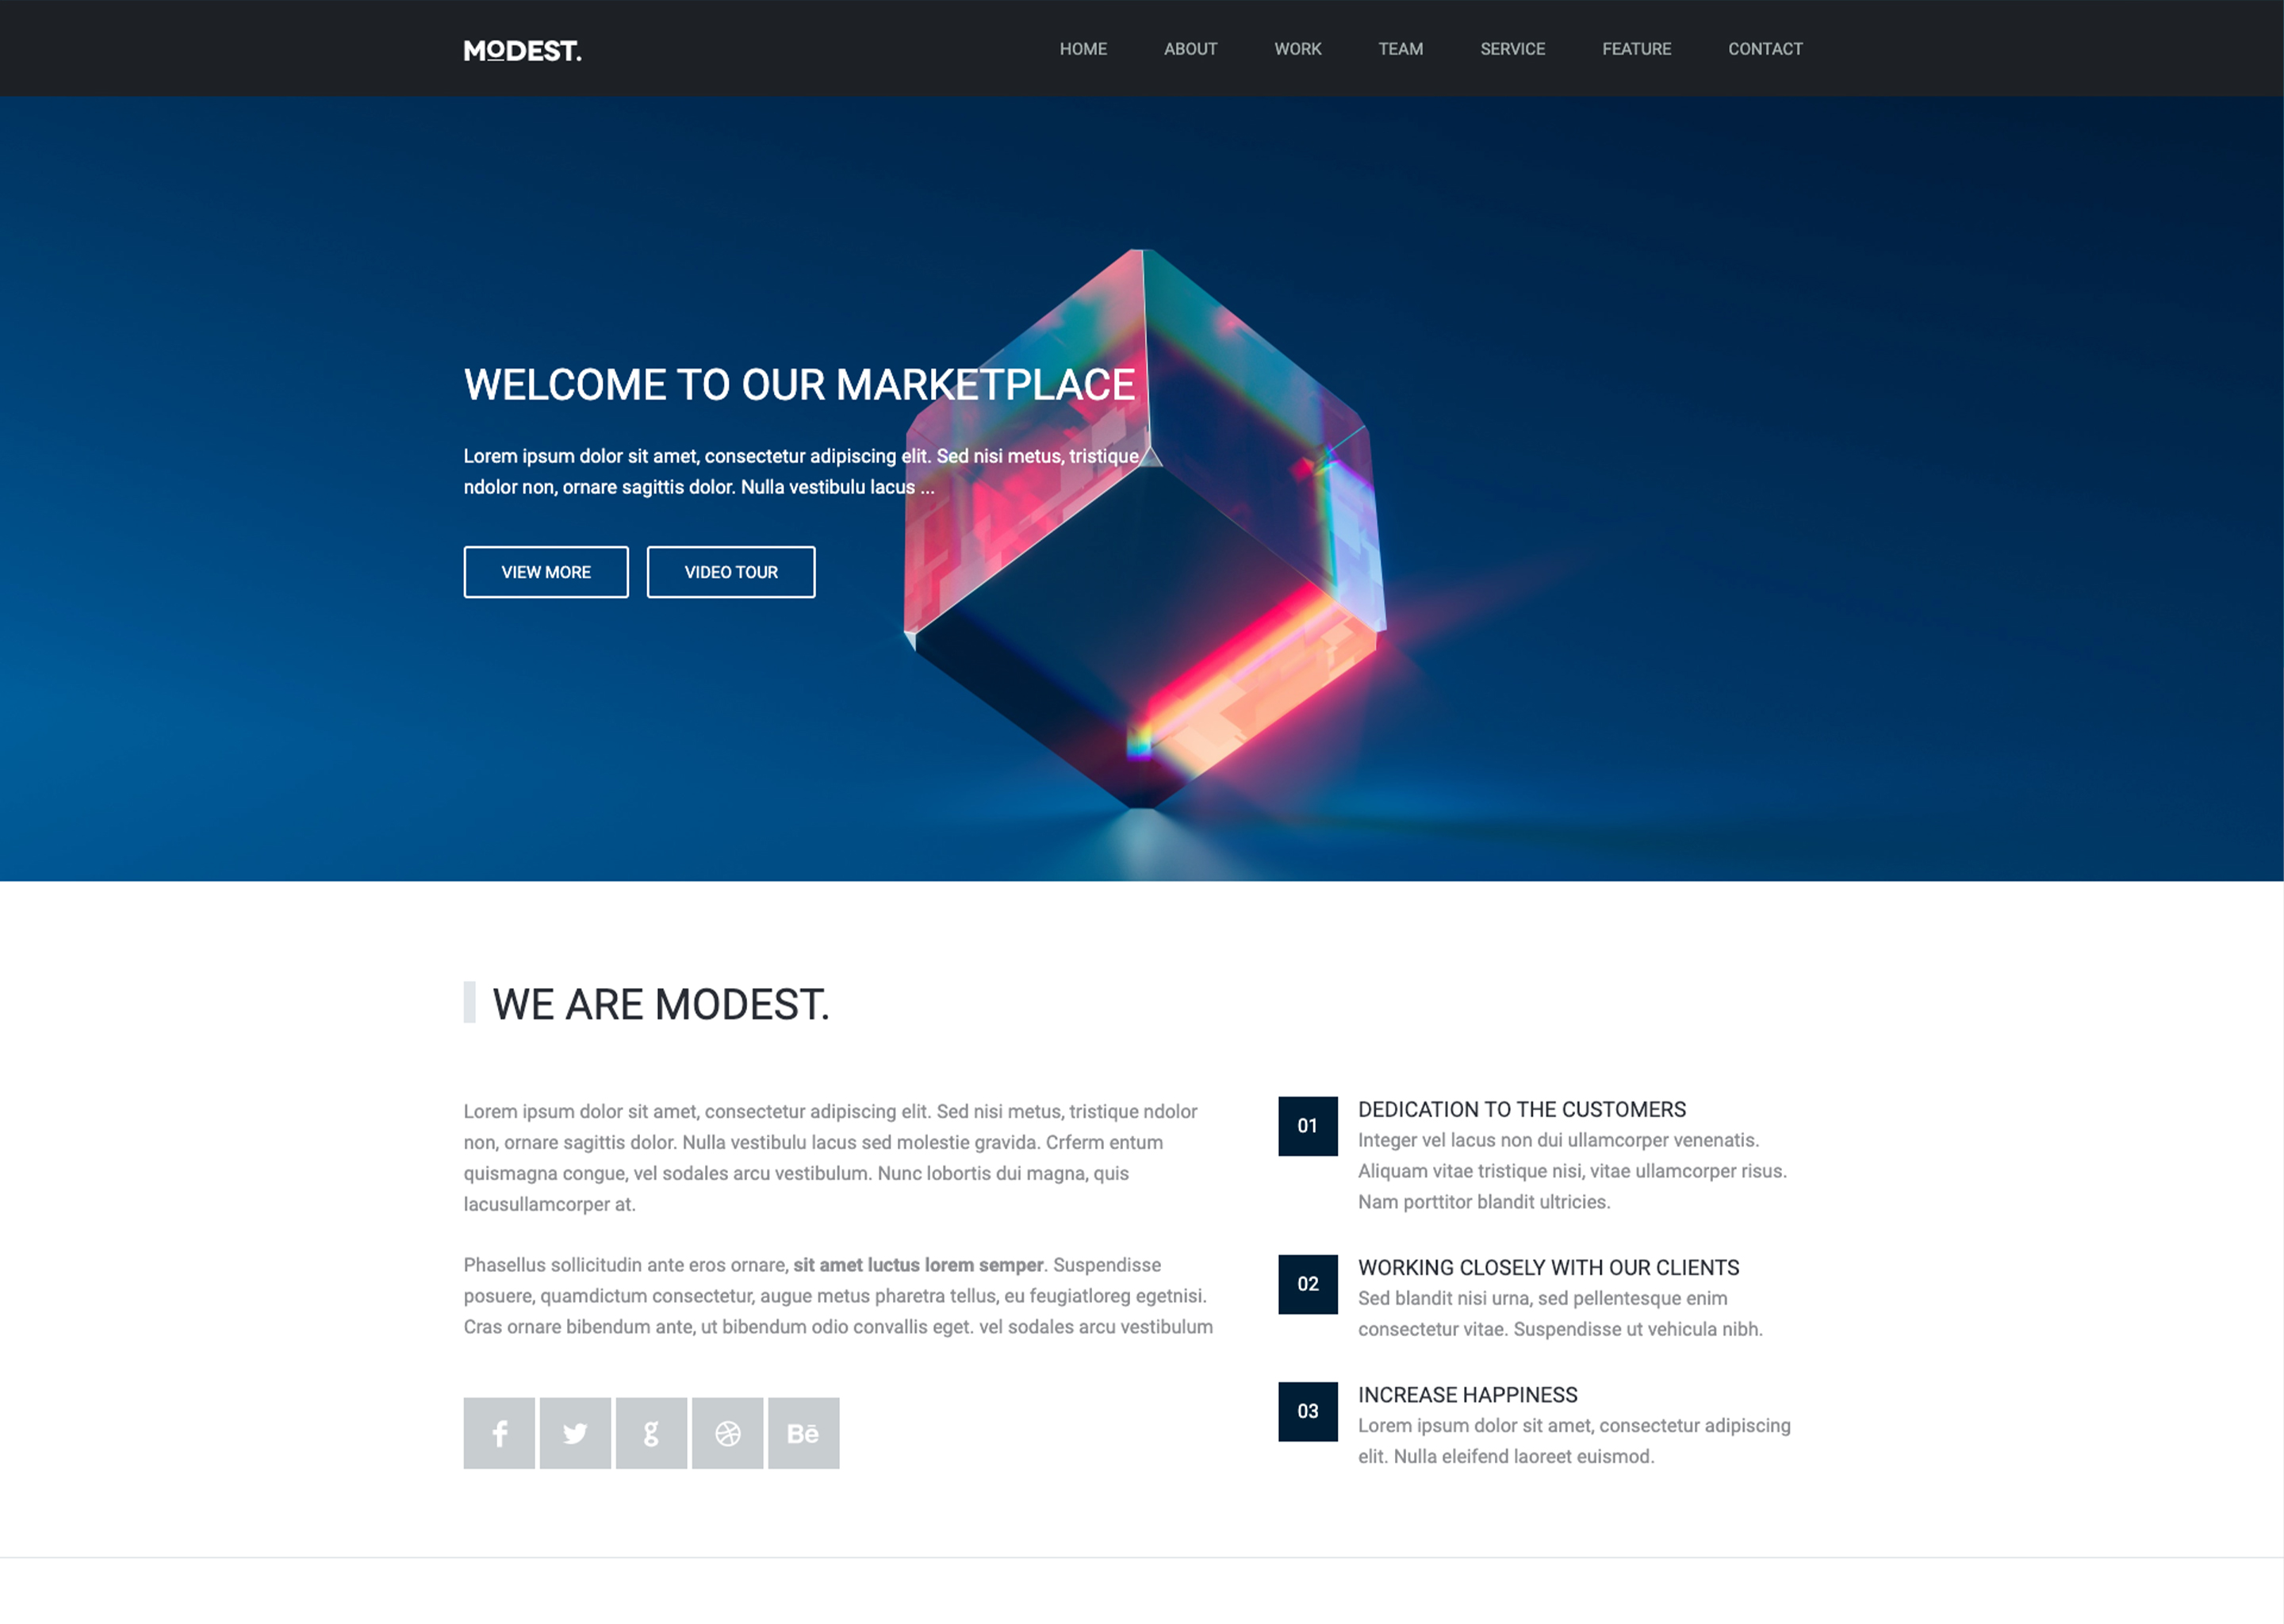 MODEST.
HOME ABOUT WORK TEAM SERVICE FEATURE CONTACT
WELCOME TO OUR MARKETPLACE
Lorem ipsum dolor sit amet, consectetur adipiscing elit. Sed nisi metus, tristique
ndolor non, ornare sagittis dolor. Nulla vestibulu lacus ...
VIEW MORE VIDEO TOUR
WE ARE MODEST.
Lorem ipsum dolor sit amet, consectetur adipiscing elit. Sed nisi metus, tristique ndolor
non, ornare sagittis dolor. Nulla vestibulu lacus sed molestie gravida. Crferm entum
quismagna congue, vel sodales arcu vestibulum. Nunc lobortis dui magna, quis
lacusullamcorper at.
Phasellus sollicitudin ante eros ornare, sit amet luctus lorem semper. Suspendisse
posuere, quamdictum consectetur, augue metus pharetra tellus, eu feugiatloreg egetnisi.
Cras ornare bibendum ante, ut bibendum odio convallis eget. vel sodales arcu vestibulum
Bē
01
DEDICATION TO THE CUSTOMERS
Integer vel lacus non dui ullamcorper venenatis.
Aliquam vitae tristique nisi, vitae ullamcorper risus.
Nam porttitor blandit ultricies.
02
WORKING CLOSELY WITH OUR CLIENTS
Sed blandit nisi urna, sed pellentesque enim
consectetur vitae. Suspendisse ut vehicula nibh.
03
INCREASE HAPPINESS
Lorem ipsum dolor sit amet, consectetur adipiscing
elit. Nulla eleifend laoreet euismod.